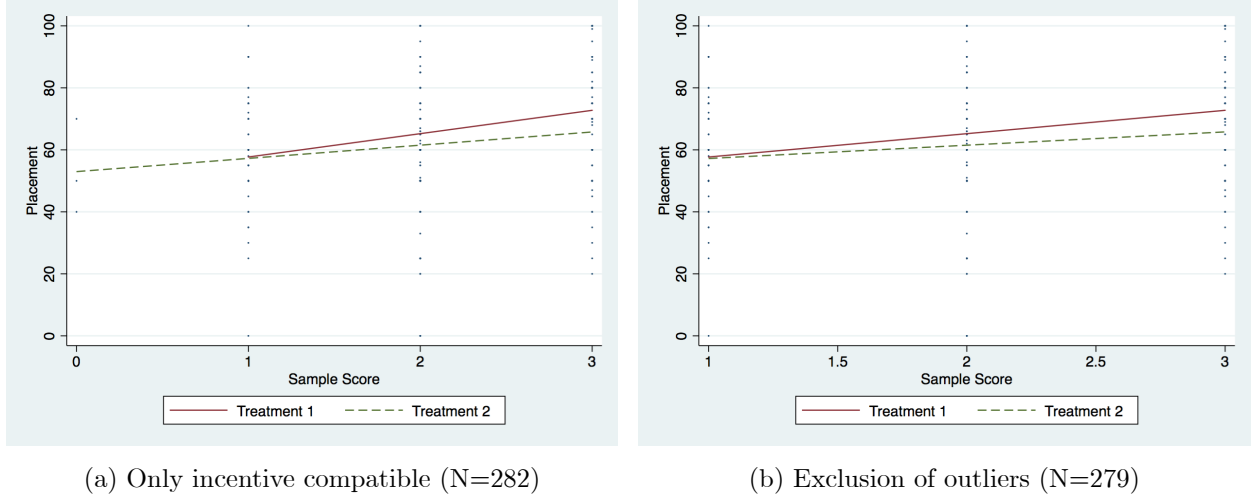 100
80
60
40
20
0
Placement
0 1 2 3
Sample Score
Treatment 1 Treatment 2
(a) Only incentive compatible (N=282)
100
80
60
40
20
0
Placement
1 1.5 2 2.5 3
Sample Score
Treatment 1 Treatment 2
(b) Exclusion of outliers (N=279)